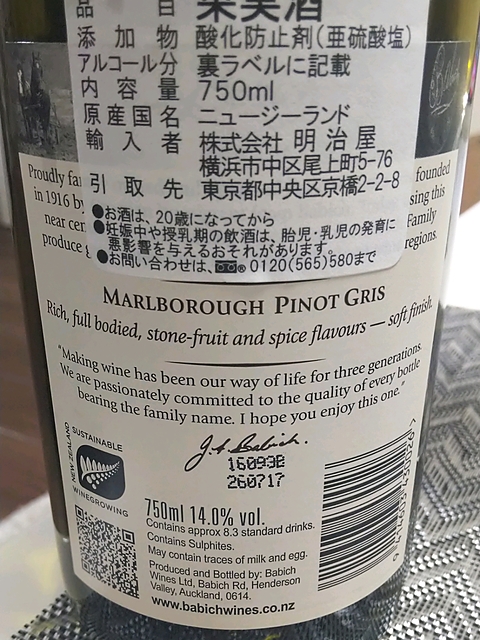 品 目 果実酒
添加物 酸化防止剤(亜硫酸塩)
アルコール分 裏ラベルに記載
内容量 750ml
原産国名 ニュージーランド
輸入者 株式会社 明治屋
横浜市中区尾上町5-76
引取先 東京都中央区京橋2-2-8
●お酒は、20歳になってから
●妊娠中や授乳期の飲酒は、胎児・乳児の発育に
悪影響を与えるおそれがあります。
●お問い合わせは、 0120(565)580まで
Proudly founded
in 1916 by sing this
near Family
produce regions.
MARLBOROUGH PINOT GRIS
Rich, full bodied, stone-fruit and spice flavours — soft finish.
"Making wine has been our way of life for three generations.
We are passionately committed to the quality of every bottle
bearing the family name. I hope you enjoy this one."
J.A. Babich.
260717
SUSTAINABLE
NEW ZEALAND
WINEGROWING
750ml 14.0% vol.
Contains approx 8.3 standard drinks.
Contains Sulphites.
May contain traces of milk and egg.
Produced and Bottled by: Babich
Wines Ltd, Babich Rd, Henderson
Valley, Auckland, 0614.
www.babichwines.co.nz